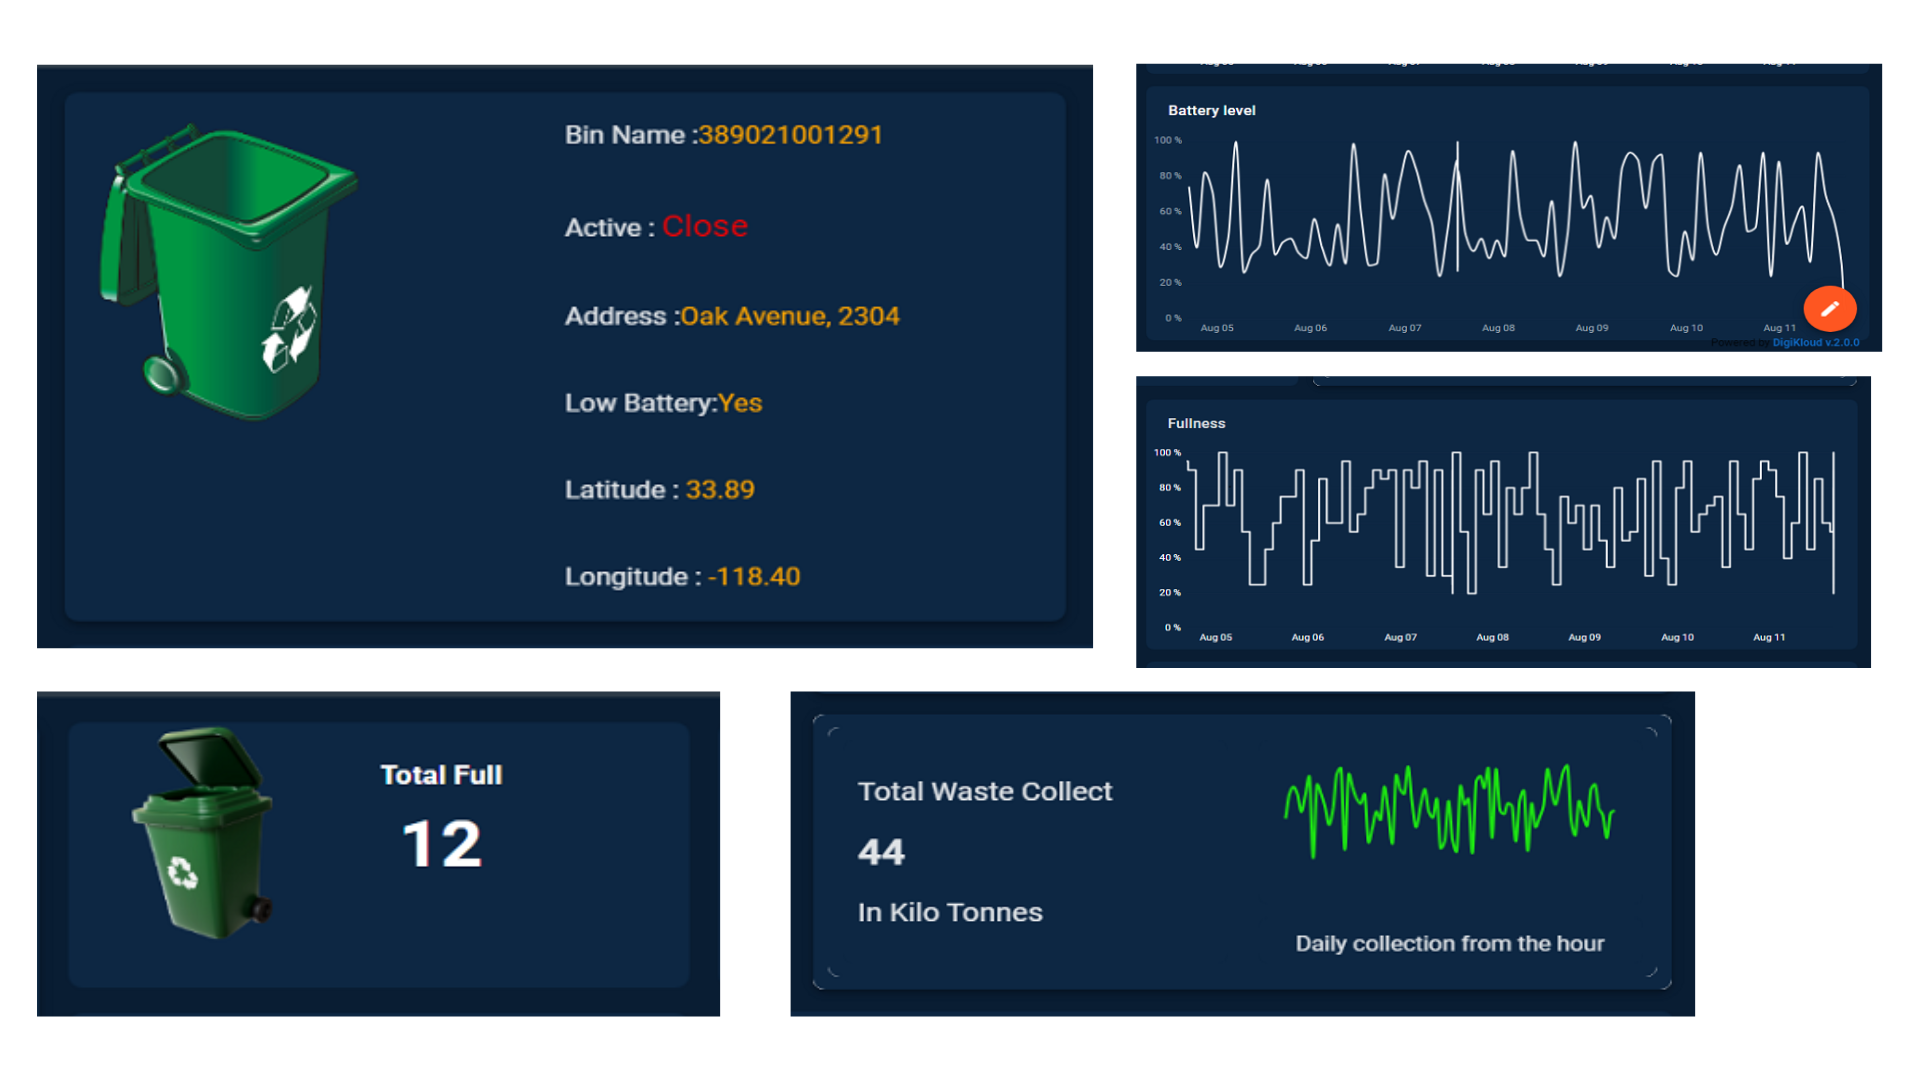 Bin Name :389021001291
Active : Close
Address :Oak Avenue, 2304
Low Battery:Yes
Latitude : 33.89
Longitude : -118.40
Battery level
100 %
80 %
60 %
40 %
20 %
0 %
Aug 05 Aug 06 Aug 07 Aug 08 Aug 09 Aug 10 Aug 11
Powered by DigiKloud v.2.0.0
Fullness
100 %
80 %
60 %
40 %
20 %
0 %
Aug 05 Aug 06 Aug 07 Aug 08 Aug 09 Aug 10 Aug 11
Total Full
12
Total Waste Collect
44
In Kilo Tonnes
Daily collection from the hour